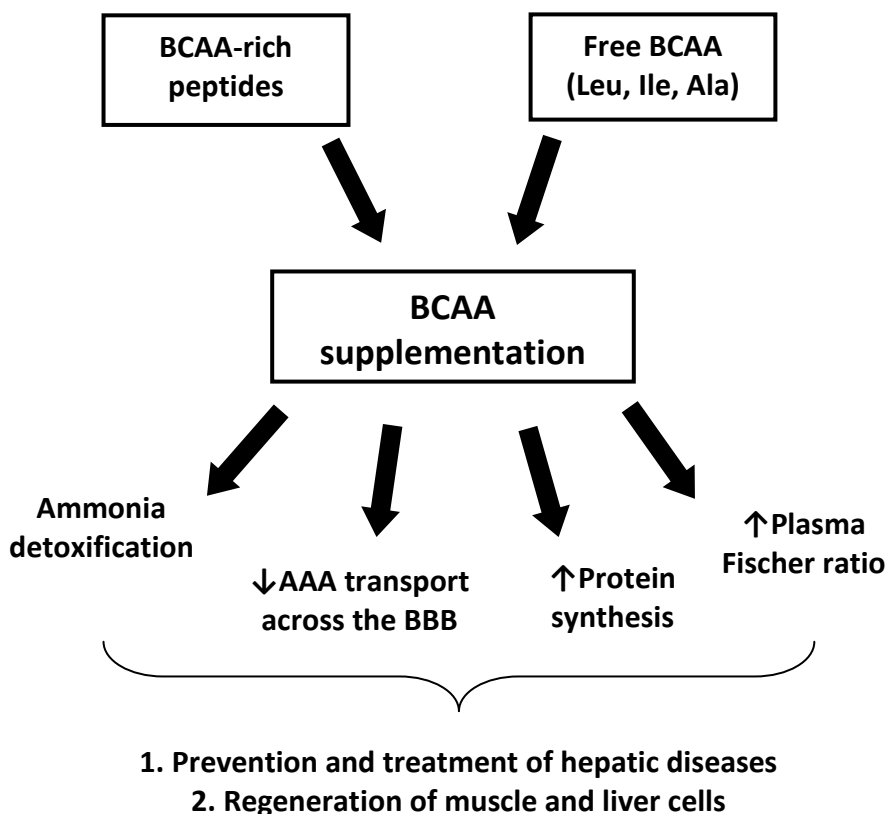 BCAA-rich
peptides
Free BCAA
(Leu, Ile, Ala)
BCAA
supplementation
Ammonia
detoxification
↓AAA transport
across the BBB
↑Protein
synthesis
↑Plasma
Fischer ratio
1. Prevention and treatment of hepatic diseases
2. Regeneration of muscle and liver cells